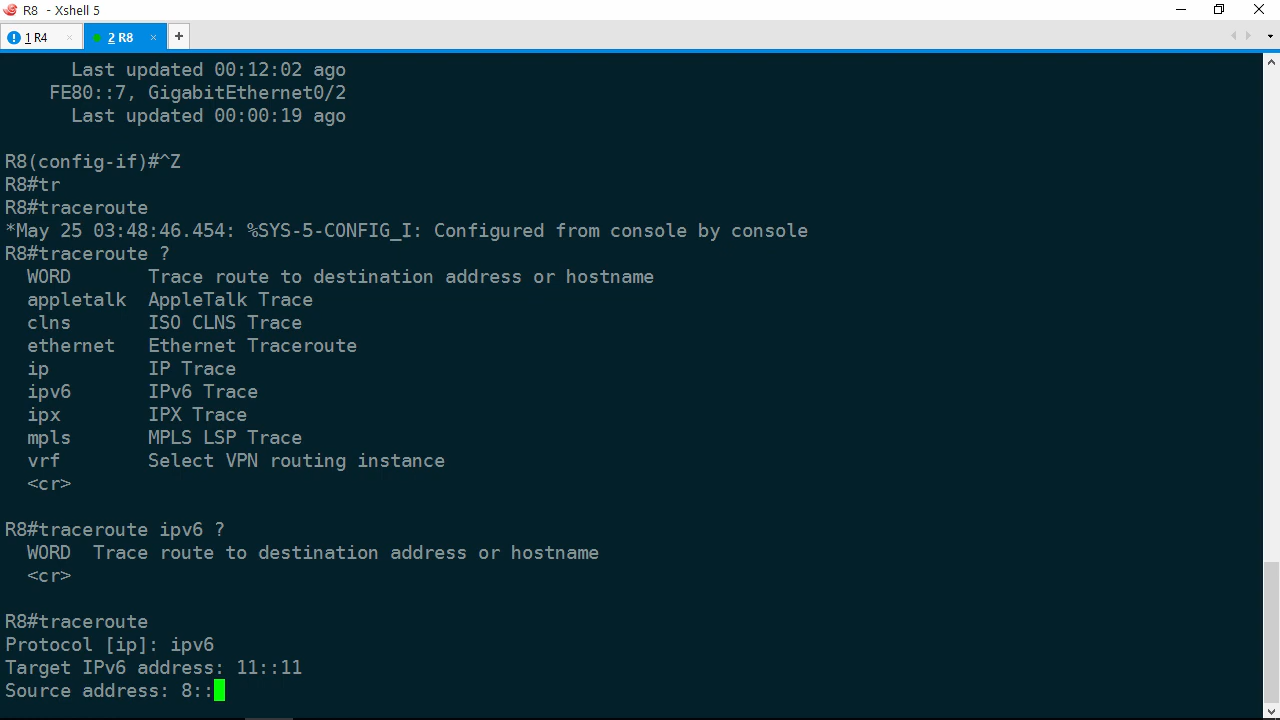 R8 - Xshell 5
1 R4
2 R8
Last updated 00:12:02 ago
FE80::7, GigabitEthernet0/2
Last updated 00:00:19 ago
R8(config-if)#^Z
R8#tr
R8#traceroute
*May 25 03:48:46.454: %SYS-5-CONFIG_I: Configured from console by console
R8#traceroute ?
WORD Trace route to destination address or hostname
appletalk AppleTalk Trace
clns ISO CLNS Trace
ethernet Ethernet Traceroute
ip IP Trace
ipv6 IPv6 Trace
ipx IPX Trace
mpls MPLS LSP Trace
vrf Select VPN routing instance
<cr>
R8#traceroute ipv6 ?
WORD Trace route to destination address or hostname
<cr>
R8#traceroute
Protocol [ip]: ipv6
Target IPv6 address: 11::11
Source address: 8::